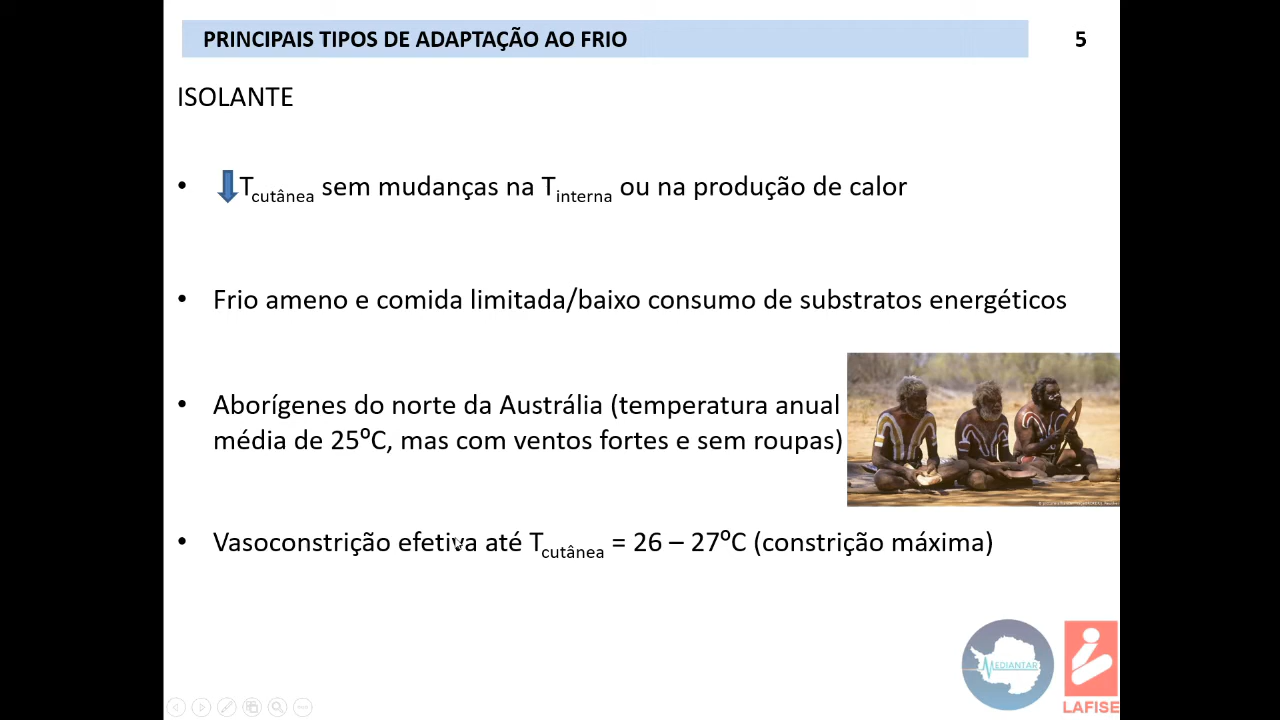 PRINCIPAIS TIPOS DE ADAPTAÇÃO AO FRIO
5
ISOLANTE
• Tcutânea sem mudanças na Tinterna ou na produção de calor
• Frio ameno e comida limitada/baixo consumo de substratos energéticos
• Aborígenes do norte da Austrália (temperatura anual
média de 25ºC, mas com ventos fortes e sem roupas)
• Vasoconstrição efetiva até Tcutânea = 26 – 27ºC (constrição máxima)
MEDIANTAR
LAFISE